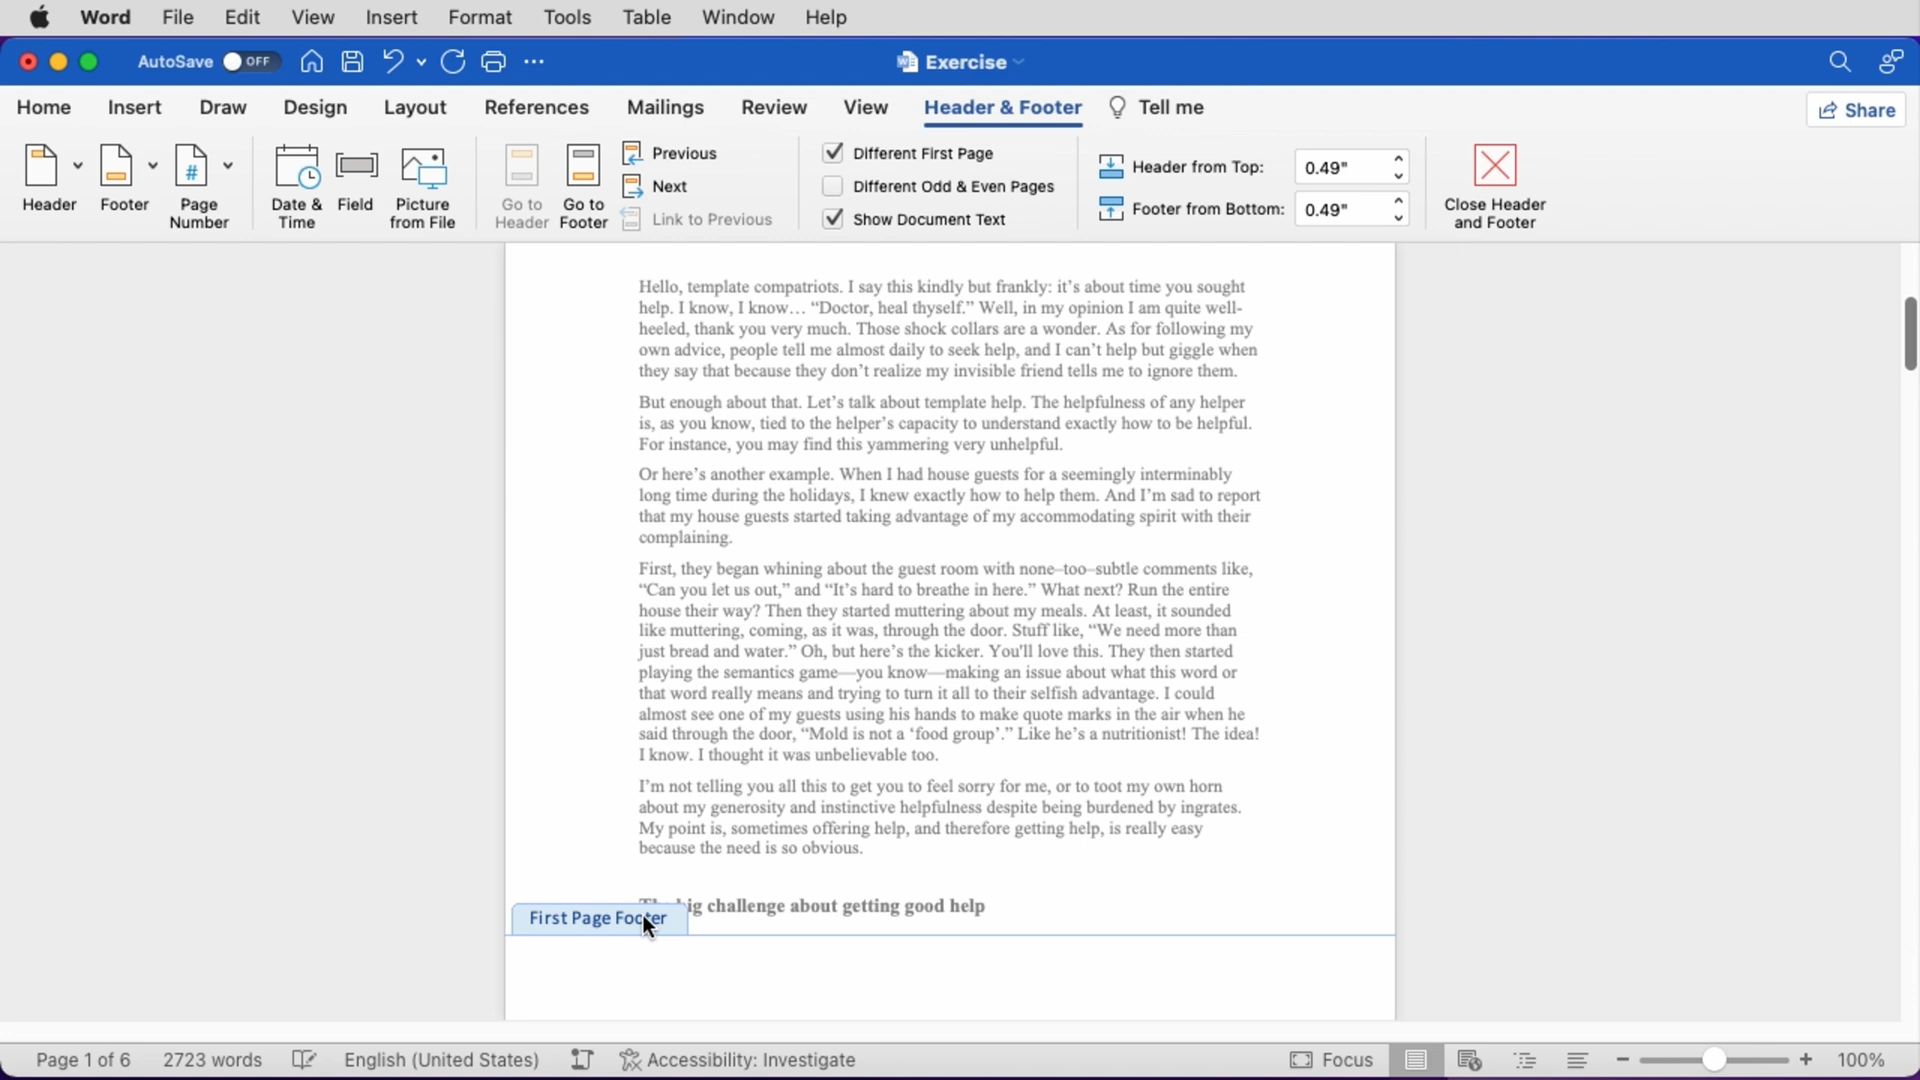 Word File Edit View Insert Format Tools Table Window Help
AutoSave OFF Exercise
Home Insert Draw Design Layout References Mailings Review View Header & Footer Tell me Share
Header
Footer
Page
Number
Date &
Time
Field
Picture
from File
Go to
Header
Go to
Footer
Previous
Next
Link to Previous
Different First Page
Different Odd & Even Pages
Show Document Text
Header from Top: 0.49"
Footer from Bottom: 0.49"
Close Header
and Footer
Hello, template compatriots. I say this kindly but frankly: it’s about time you sought
help. I know, I know… “Doctor, heal thyself.” Well, in my opinion I am quite well-
heeled, thank you very much. Those shock collars are a wonder. As for following my
own advice, people tell me almost daily to seek help, and I can’t help but giggle when
they say that because they don’t realize my invisible friend tells me to ignore them.
But enough about that. Let’s talk about template help. The helpfulness of any helper
is, as you know, tied to the helper’s capacity to understand exactly how to be helpful.
For instance, you may find this yammering very unhelpful.
Or here’s another example. When I had house guests for a seemingly interminably
long time during the holidays, I knew exactly how to help them. And I’m sad to report
that my house guests started taking advantage of my accommodating spirit with their
complaining.
First, they began whining about the guest room with none–too–subtle comments like,
“Can you let us out,” and “It’s hard to breathe in here.” What next? Run the entire
house their way? Then they started muttering about my meals. At least, it sounded
like muttering, coming, as it was, through the door. Stuff like, “We need more than
just bread and water.” Oh, but here’s the kicker. You'll love this. They then started
playing the semantics game—you know—making an issue about what this word or
that word really means and trying to turn it all to their selfish advantage. I could
almost see one of my guests using his hands to make quote marks in the air when he
said through the door, “Mold is not a ‘food group’.” Like he’s a nutritionist! The idea!
I know. I thought it was unbelievable too.
I’m not telling you all this to get you to feel sorry for me, or to toot my own horn
about my generosity and instinctive helpfulness despite being burdened by ingrates.
My point is, sometimes offering help, and therefore getting help, is really easy
because the need is so obvious.
The big challenge about getting good help
First Page Footer
Page 1 of 6 2723 words English (United States) Accessibility: Investigate Focus 100%